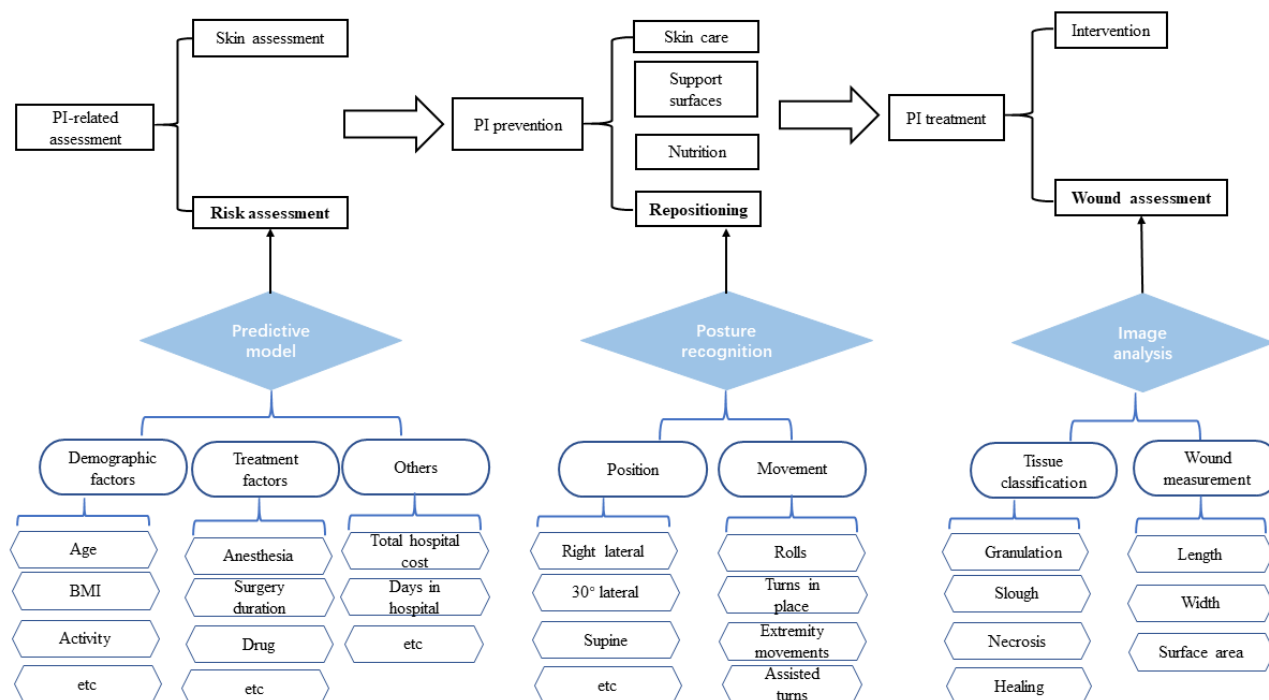 Skin assessment
PI-related
assessment
Risk assessment
Skin care
Support
surfaces
PI prevention
Nutrition
Repositioning
Intervention
PI treatment
Wound assessment
Predictive
model
Posture
recognition
Image
analysis
Demographic
factors
Treatment
factors
Others
Position
Movement
Tissue
classification
Wound
measurement
Age
BMI
Activity
etc
Anesthesia
Surgery
duration
Drug
etc
Total hospital
cost
Days in
hospital
etc
Right lateral
30° lateral
Supine
etc
Rolls
Turns in
place
Extremity
movements
Assisted
turns
Granulation
Slough
Necrosis
Healing
Length
Width
Surface area